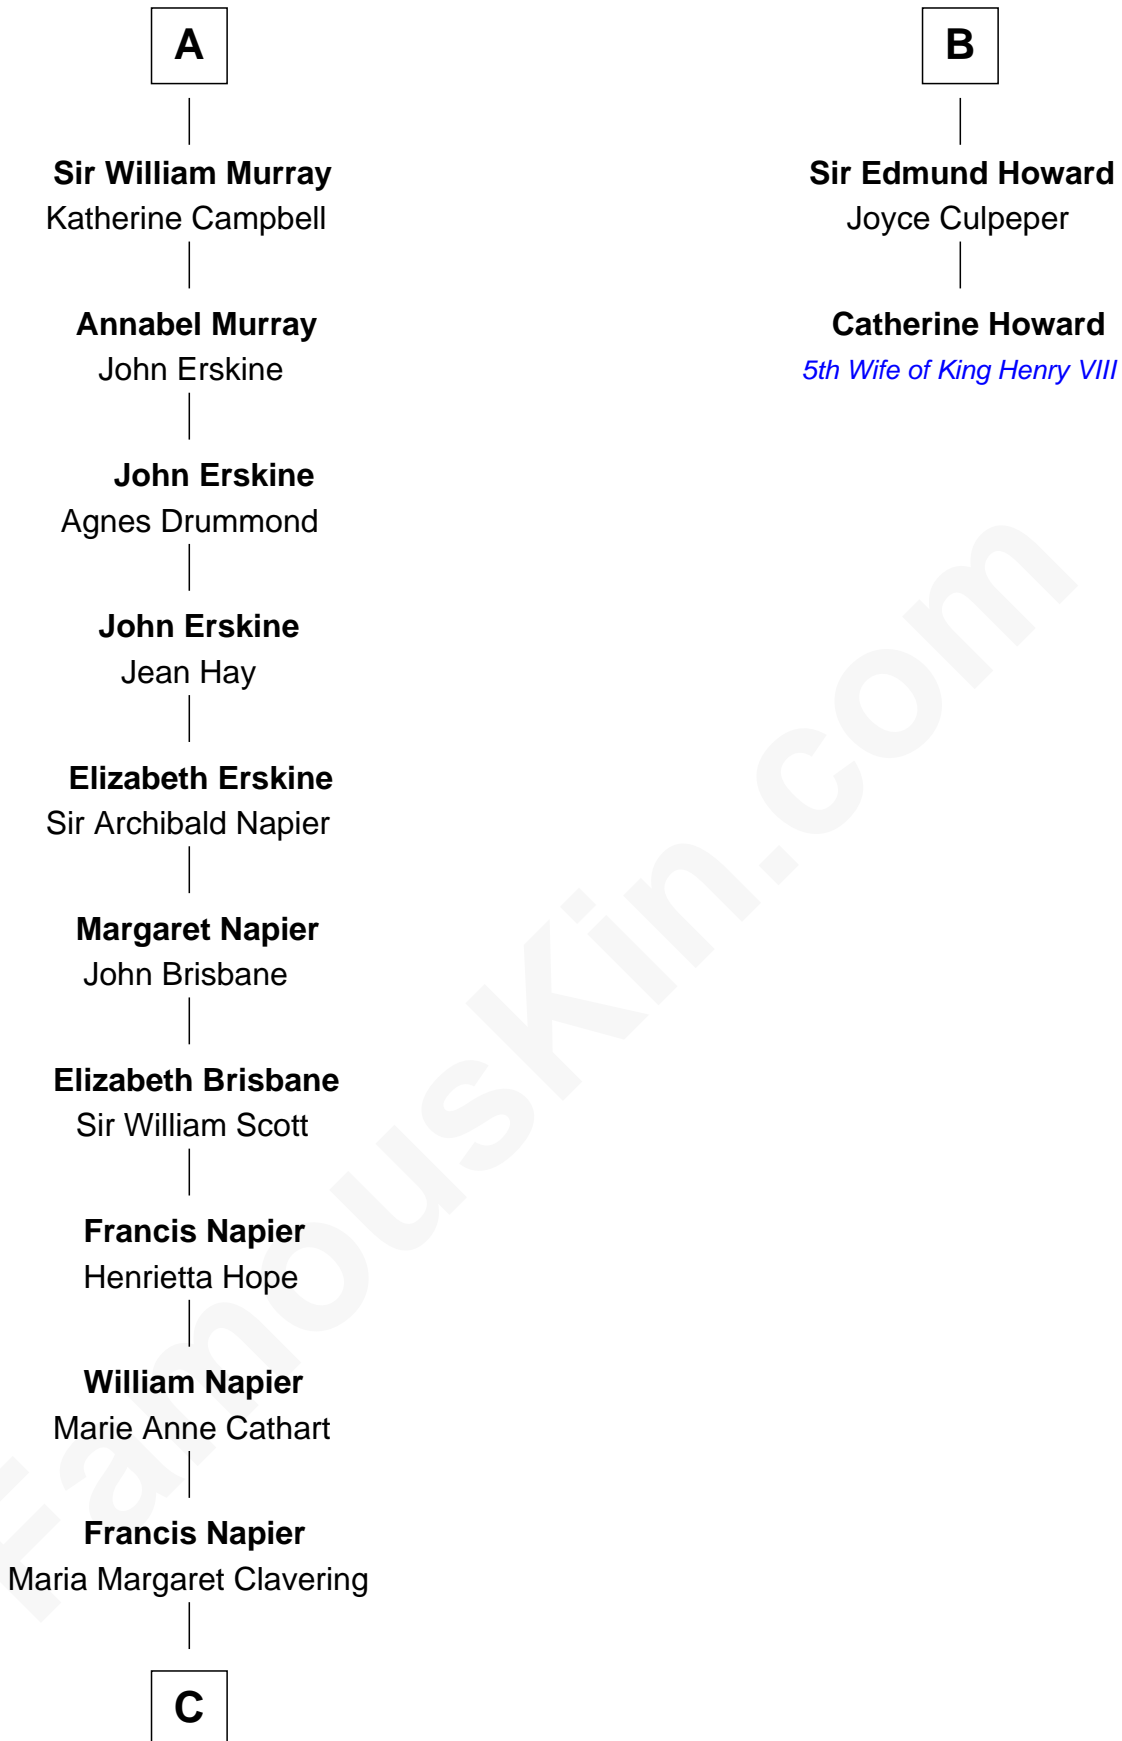 A
Sir William Murray
Katherine Campbell
Annabel Murray
John Erskine
John Erskine
Agnes Drummond
John Erskine
Jean Hay
Elizabeth Erskine
Sir Archibald Napier
Margaret Napier
John Brisbane
Elizabeth Brisbane
Sir William Scott
Francis Napier
Henrietta Hope
William Napier
Marie Anne Cathart
Francis Napier
Maria Margaret Clavering
C
B
Sir Edmund Howard
Joyce Culpeper
Catherine Howard
5th Wife of King Henry VIII
FamousKin.com